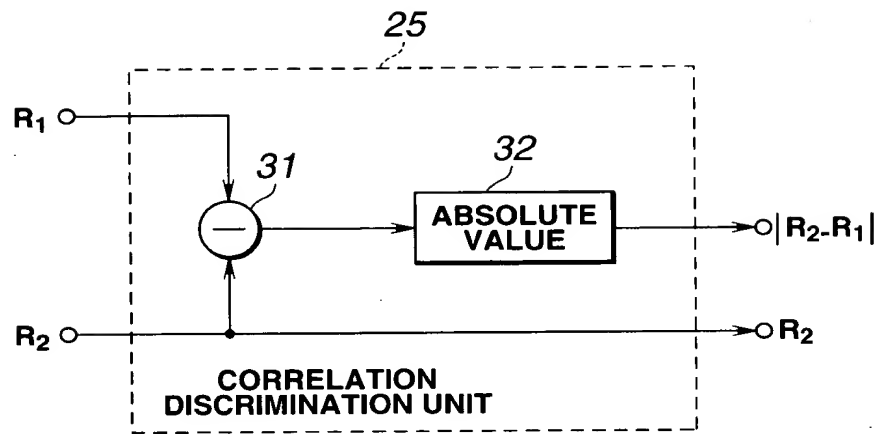 25
R₁
31
32
—
ABSOLUTE
VALUE
|R₂-R₁|
R₂
R₂
CORRELATION
DISCRIMINATION UNIT